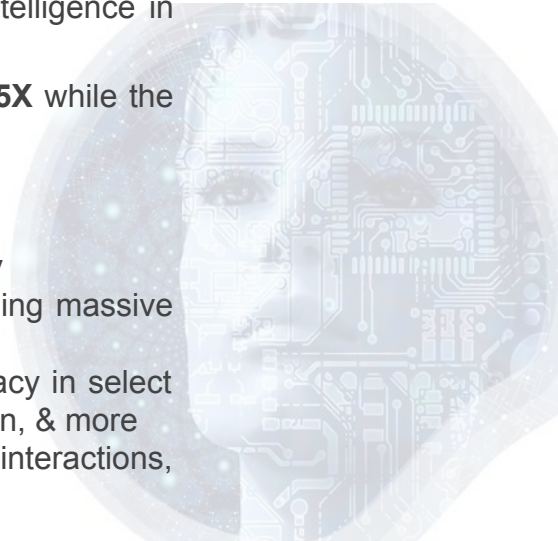 telligence in
5X while the
ing massive
acy in select
n, & more
interactions,